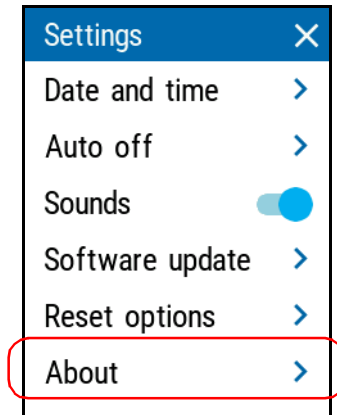 Settings
Date and time
Auto off
Sounds
Software update
Reset options
About